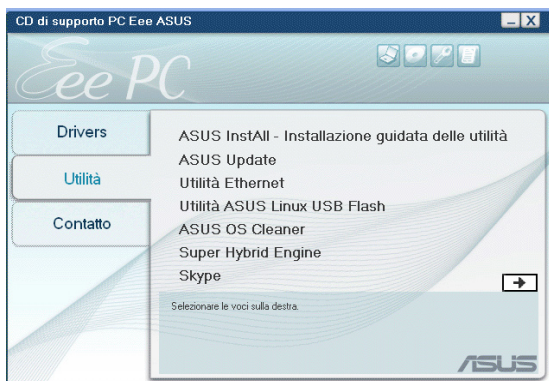 CD di supporto PC Eee ASUS
Eee PC
Drivers
Utilità
Contatto
ASUS InstAll - Installazione guidata delle utilità
ASUS Update
Utilità Ethernet
Utilità ASUS Linux USB Flash
ASUS OS Cleaner
Super Hybrid Engine
Skype
Selezionare le voci sulla destra.
ASUS